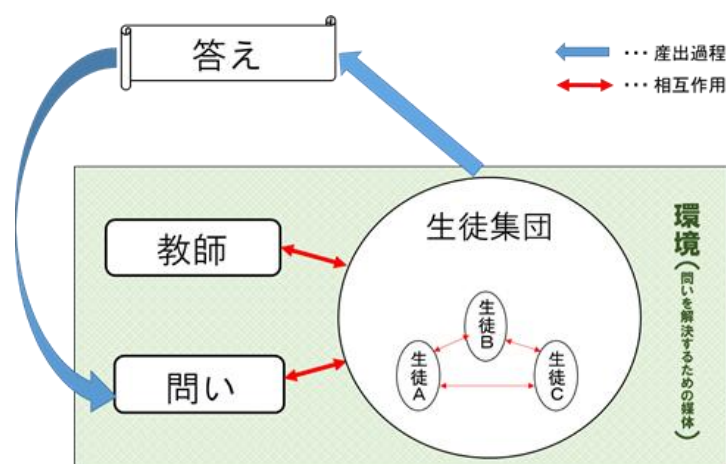 答え
・・・産出過程
・・・相互作用
教師
問い
生徒集団
生徒B
生徒A
生徒C
環境(問いを解決するための媒体)